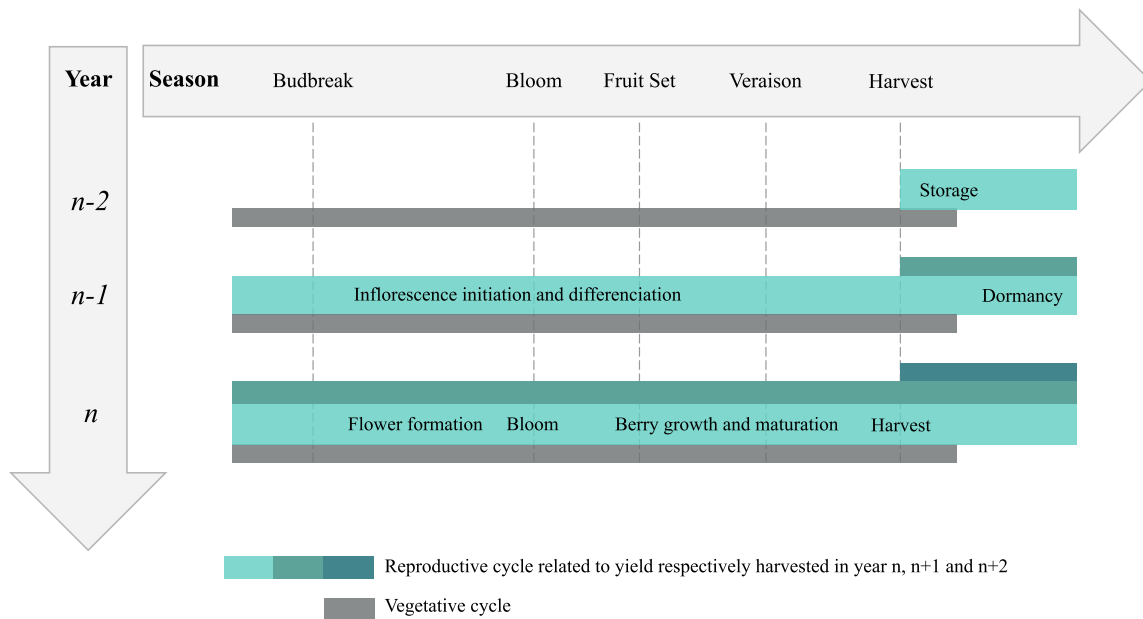 Year
Season Budbreak Bloom Fruit Set Veraison Harvest
n-2
Storage
n-1
Inflorescence initiation and differenciation
Dormancy
n
Flower formation Bloom Berry growth and maturation Harvest
Reproductive cycle related to yield respectively harvested in year n, n+1 and n+2
Vegetative cycle